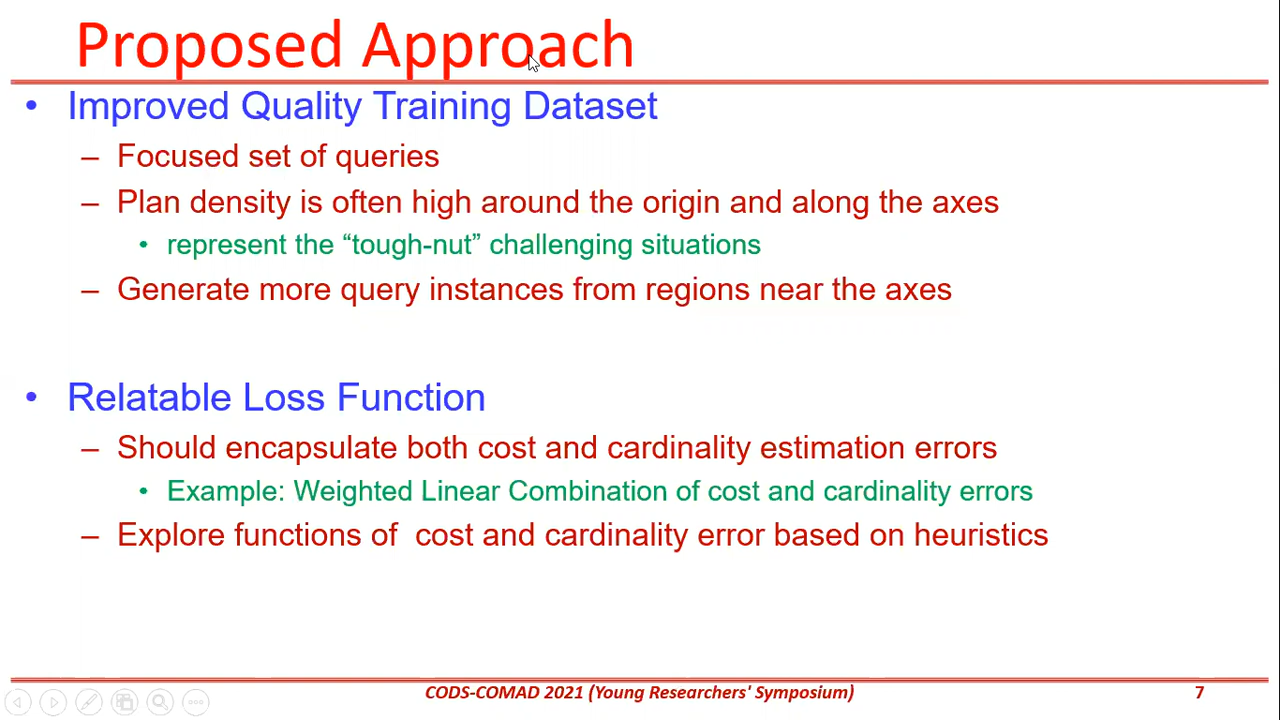 Proposed Approach
• Improved Quality Training Dataset
– Focused set of queries
– Plan density is often high around the origin and along the axes
• represent the “tough-nut” challenging situations
– Generate more query instances from regions near the axes
• Relatable Loss Function
– Should encapsulate both cost and cardinality estimation errors
• Example: Weighted Linear Combination of cost and cardinality errors
– Explore functions of  cost and cardinality error based on heuristics
CODS-COMAD 2021 (Young Researchers' Symposium)
7